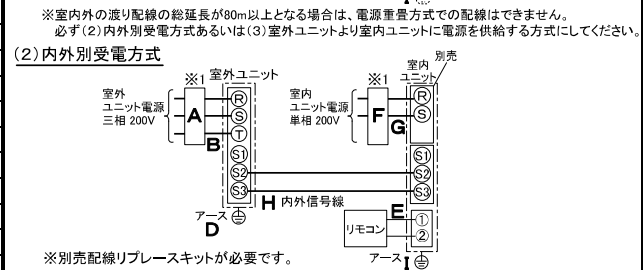 ※室内外の渡り配線の総延長が80m以上となる場合は、電源重畳方式での配線はできません。
必ず(2)内外別受電方式あるいは(3)室外ユニットより室内ユニットに電源を供給する方式にしてください。
(2)内外別受電方式
※1 室外ユニット
室外
ユニット電源
三相 200V
A
B
R
S
T
S1
S2
S3
アース
D
H 内外信号線
※1
室内
ユニット
別売
室内
ユニット電源
単相 200V
F
G
R
S
S1
S2
S3
E
リモコン
①
②
アース
I
※別売配線リプレースキットが必要です。